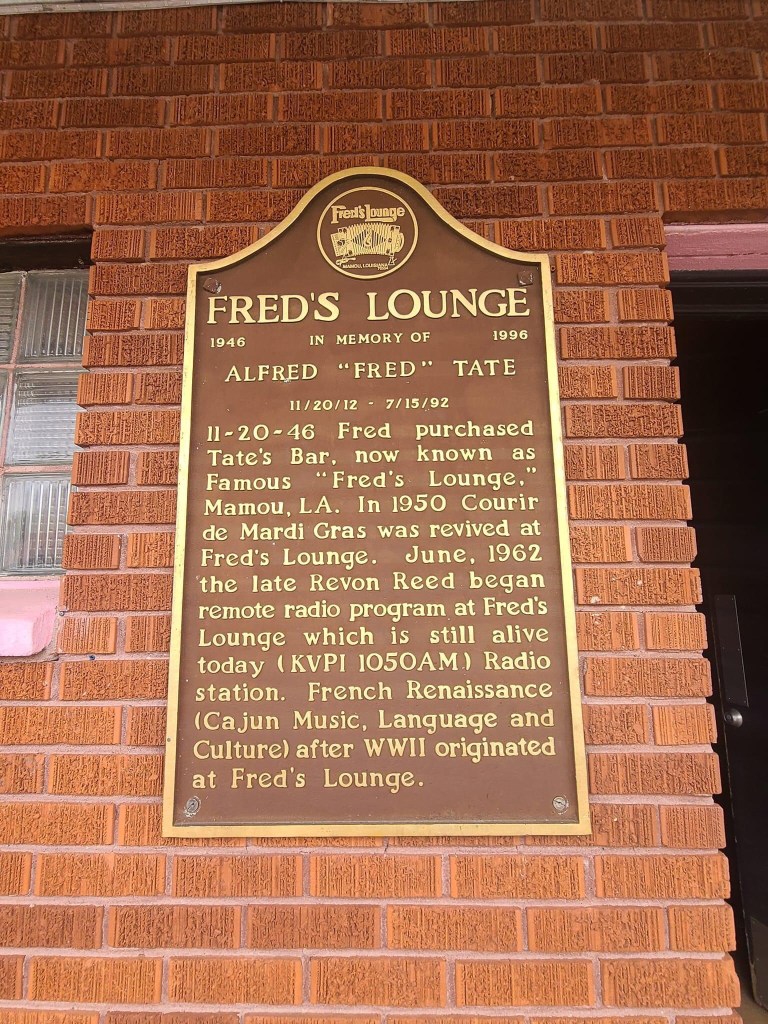 Fred's Lounge
MAMOU, LOUISIANA
FRED'S LOUNGE
1946 IN MEMORY OF 1996
ALFRED "FRED" TATE
11/20/12 - 7/15/92
11-20-46 Fred purchased
Tate's Bar, now known as
Famous "Fred's Lounge,"
Mamou, LA. In 1950 Courir
de Mardi Gras was revived at
Fred's Lounge. June, 1962
the late Revon Reed began
remote radio program at Fred's
Lounge which is still alive
today (KVPI 1050AM) Radio
station. French Renaissance
(Cajun Music, Language and
Culture) after WWII originated
at Fred's Lounge.